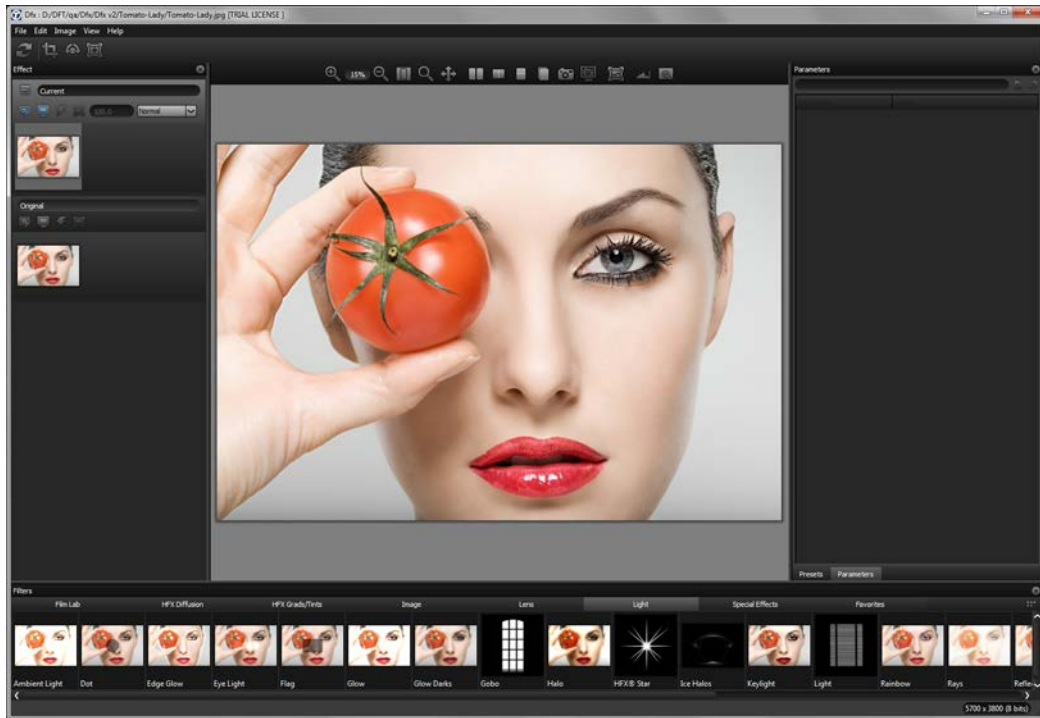 Dfx : D:/DFT/qa/Dfx/Dfx v2/Tomato-Lady/Tomato-Lady.jpg [TRIAL LICENSE ]
File Edit Image View Help
Effect
Parameters
15%
Current
Normal
Original
Presets Parameters
Filters
Film Lab HFX Diffusion HFX Grads/Tints Image Lens Light Special Effects Favorites
Ambient Light Dot Edge Glow Eye Light Flag Glow Glow Darks Gobo Halo HFX® Star Ice Halos Keylight Light Rainbow Rays
5700 x 3800 (8 bits)